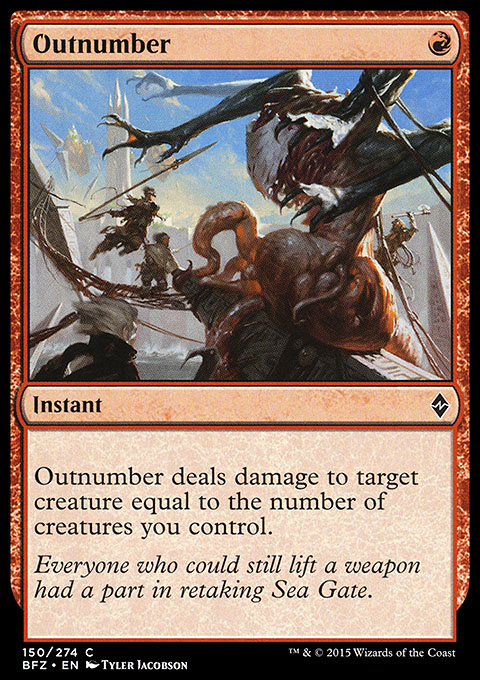 Outnumber
Instant
Outnumber deals damage to target
creature equal to the number of
creatures you control.
Everyone who could still lift a weapon
had a part in retaking Sea Gate.
150/274 C
BFZ • EN Tyler Jacobson
™ & © 2015 Wizards of the Coast